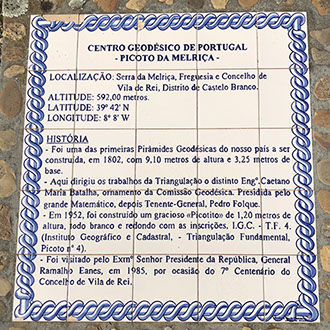 CENTRO GEODÉSICO DE PORTUGAL
- PICOTO DA MELRIÇA -
LOCALIZAÇÃO: Serra da Melriça, Freguesia e Concelho de
Vila de Rei, Distrito de Castelo Branco.
ALTITUDE: 592,00 metros.
LATITUDE: 39º 42' N
LONGITUDE: 8º 8' W
HISTÓRIA
- Foi uma das primeiras Pirâmides Geodésicas do nosso país a ser
construída, em 1802, com 9,10 metros de altura e 3,25 metros de
base.
- Aqui dirigiu os trabalhos da Triangulação o distinto Engº. Caetano
Maria Batalha, ornamento da Comissão Geodésica. Presidida pelo
grande Matemático, depois Tenente-General, Pedro Folque.
- Em 1952, foi construído um gracioso «Picotito» de 1,20 metros de
altura, todo branco e redondo com as inscrições, I.G.C. - T.F. 4.
(Instituto Geográfico e Cadastral, - Triangulação Fundamental,
Picoto nº 4).
- Foi visitado pelo Exmº Senhor Presidente da República, General
Ramalho Eanes, em 1985, por ocasião do 7º Centenário do
Concelho de Vila de Rei.